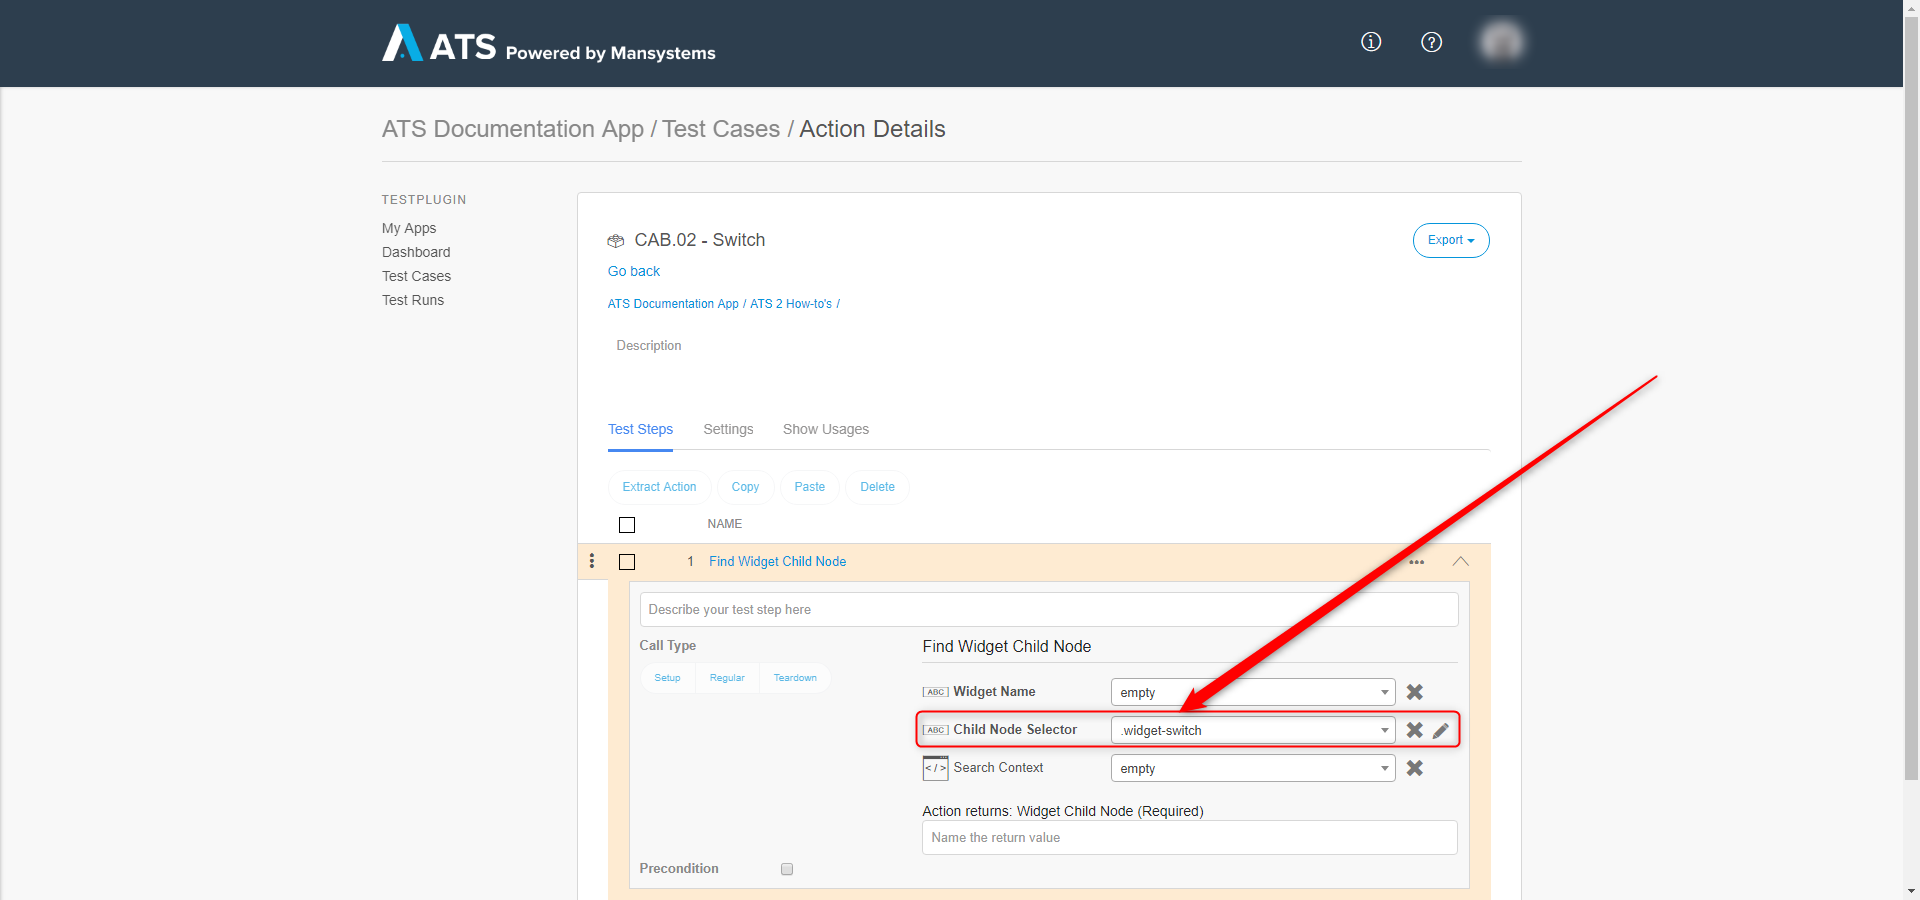 ATS Powered by Mansystems
ATS Documentation App / Test Cases / Action Details
TESTPLUGIN
My Apps
Dashboard
Test Cases
Test Runs
CAB.02 - Switch
Export
Go back
ATS Documentation App / ATS 2 How-to's /
Description
Test Steps Settings Show Usages
Extract Action Copy Paste Delete
NAME
1 Find Widget Child Node
Describe your test step here
Call Type
Setup Regular Teardown
Find Widget Child Node
ABC Widget Name empty
ABC Child Node Selector .widget-switch
</> Search Context empty
Action returns: Widget Child Node (Required)
Name the return value
Precondition